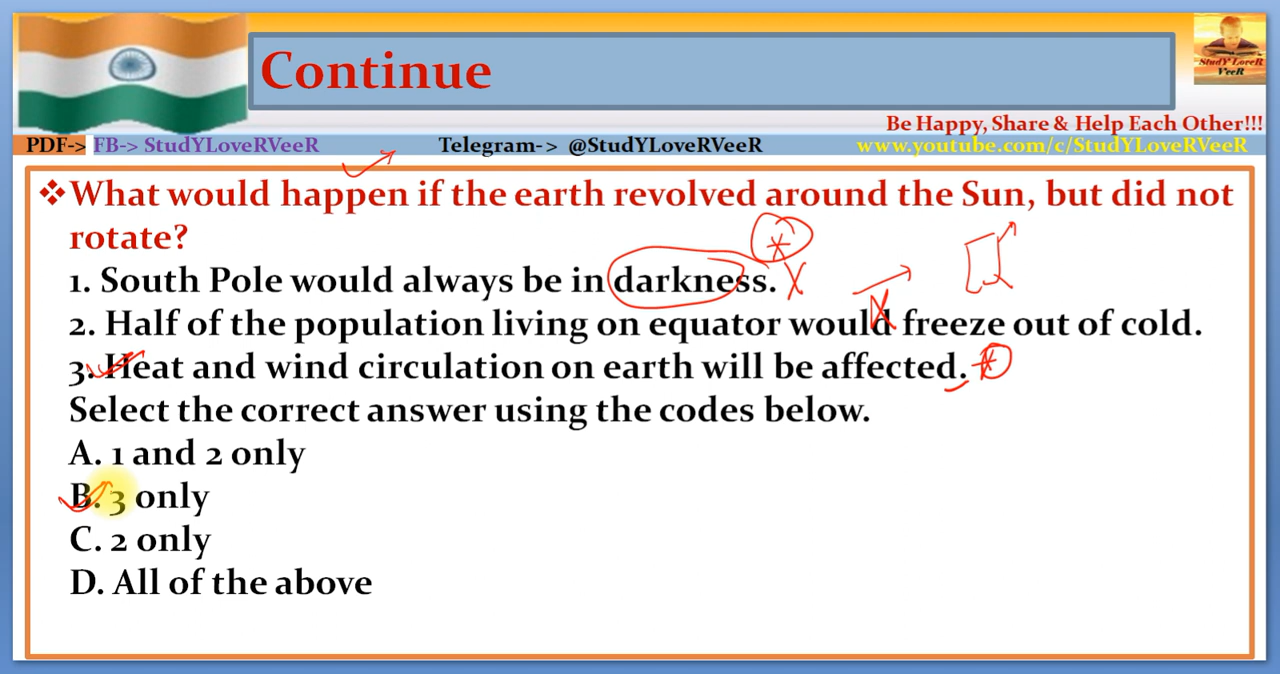 Continue
StudY LoveR
VeeR
Be Happy, Share & Help Each Other!!!
PDF-> FB-> StudYLoveRVeeR Telegram-> @StudYLoveRVeeR www.youtube.com/c/StudYLoveRVeeR
❖What would happen if the earth revolved around the Sun, but did not
rotate?
1. South Pole would always be in darkness.
2. Half of the population living on equator would freeze out of cold.
3. Heat and wind circulation on earth will be affected.
Select the correct answer using the codes below.
A. 1 and 2 only
B. 3 only
C. 2 only
D. All of the above